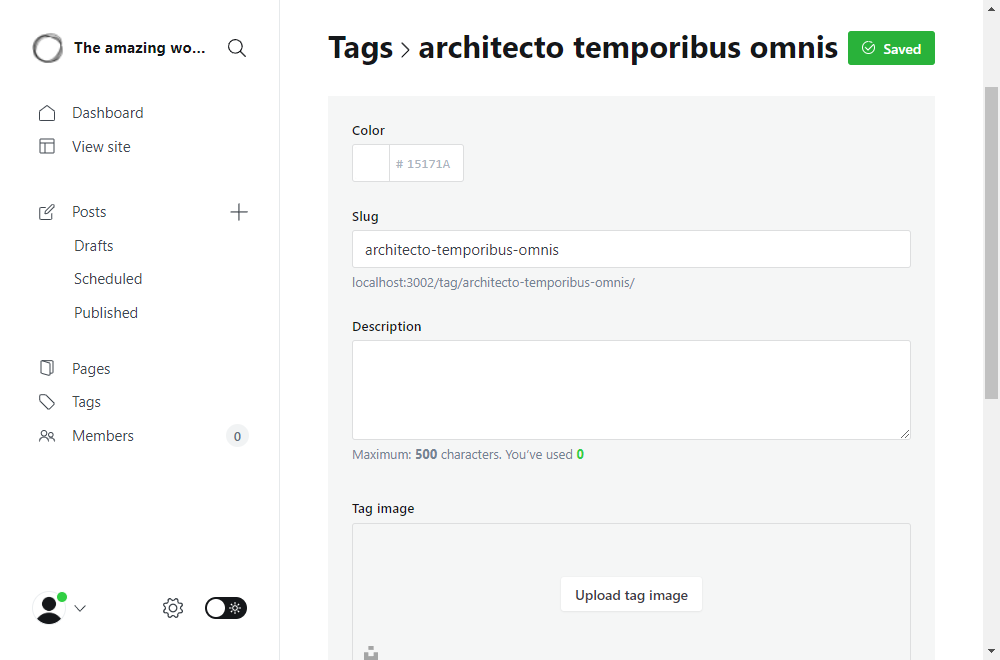 The amazing wo...
Dashboard
View site
Posts
Drafts
Scheduled
Published
Pages
Tags
Members
0
Tags > architecto temporibus omnis
Saved
Color
# 15171A
Slug
architecto-temporibus-omnis
localhost:3002/tag/architecto-temporibus-omnis/
Description
Maximum: 500 characters. You’ve used 0
Tag image
Upload tag image